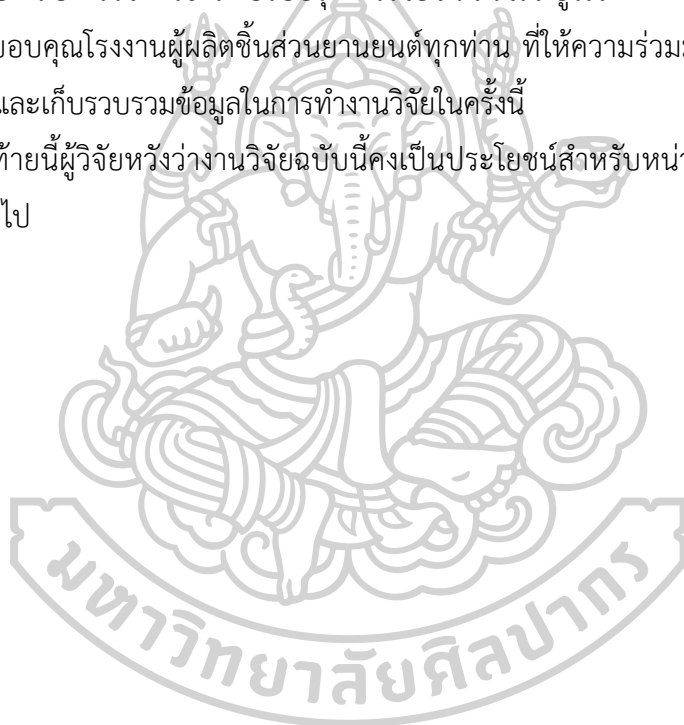 ขอบคุณโรงงานผู้ผลิตชิ้นส่วนยานยนต์ทุกท่าน ที่ให้ความร่วม
และเก็บรวบรวมข้อมูลในการทำงานวิจัยในครั้งนี้
ท้ายนี้ผู้วิจัยหวังว่างานวิจัยฉบับนี้คงเป็นประโยชน์สำหรับหน่
ไป
มหาวิทยาลัยศิลปากร